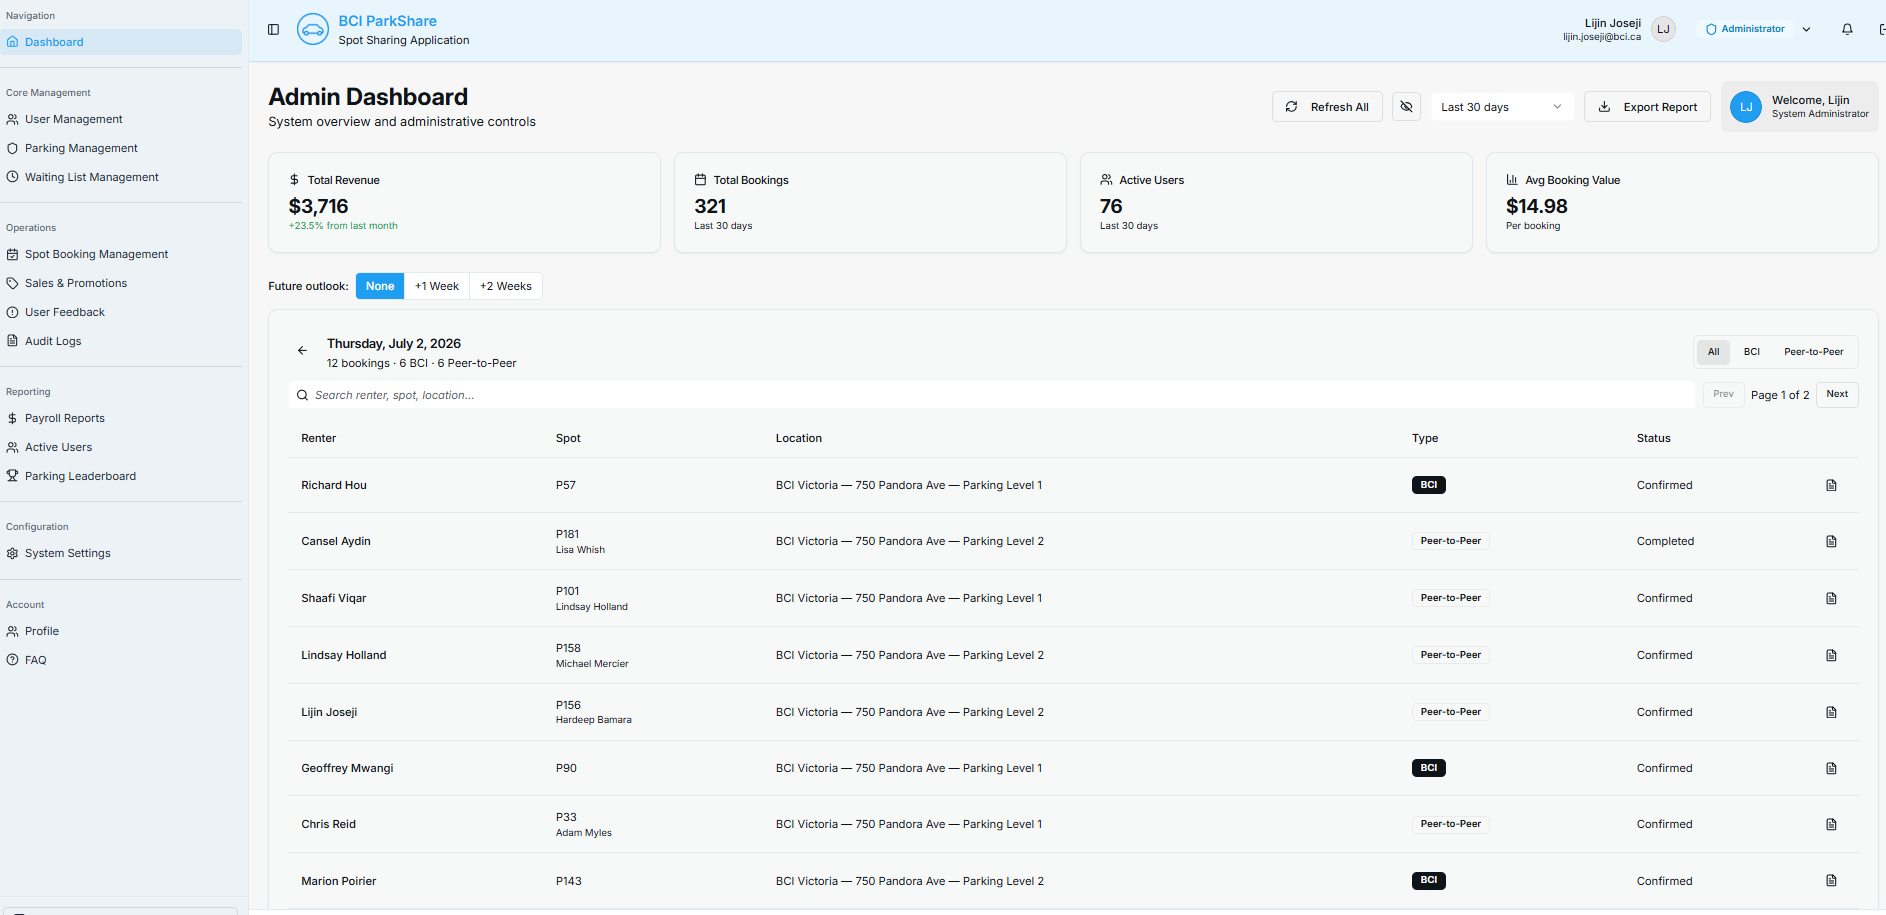 Navigation
Dashboard
Core Management
User Management
Parking Management
Waiting List Management
Operations
Spot Booking Management
Sales & Promotions
User Feedback
Audit Logs
Reporting
Payroll Reports
Active Users
Parking Leaderboard
Configuration
System Settings
Account
Profile
FAQ
BCI ParkShare
Spot Sharing Application
Lijin Joseji
lijin.joseji@bci.ca
LJ
Administrator
Admin Dashboard
System overview and administrative controls
Refresh All
Last 30 days
Export Report
LJ
Welcome, Lijin
System Administrator
Total Revenue
$3,716
+23.5% from last month
Total Bookings
321
Last 30 days
Active Users
76
Last 30 days
Avg Booking Value
$14.98
Per booking
Future outlook: None +1 Week +2 Weeks
Thursday, July 2, 2026
12 bookings · 6 BCI · 6 Peer-to-Peer
All BCI Peer-to-Peer
Search renter, spot, location...
Prev Page 1 of 2 Next
Renter Spot Location Type Status
Richard Hou P57 BCI Victoria — 750 Pandora Ave — Parking Level 1 BCI Confirmed
Cansel Aydin P181 BCI Victoria — 750 Pandora Ave — Parking Level 2 Peer-to-Peer Completed
Lisa Whish
Shaafi Viqar P101 BCI Victoria — 750 Pandora Ave — Parking Level 1 Peer-to-Peer Confirmed
Lindsay Holland
Lindsay Holland P158 BCI Victoria — 750 Pandora Ave — Parking Level 2 Peer-to-Peer Confirmed
Michael Mercier
Lijin Joseji P156 BCI Victoria — 750 Pandora Ave — Parking Level 2 Peer-to-Peer Confirmed
Hardeep Bamara
Geoffrey Mwangi P90 BCI Victoria — 750 Pandora Ave — Parking Level 1 BCI Confirmed
Chris Reid P33 BCI Victoria — 750 Pandora Ave — Parking Level 1 Peer-to-Peer Confirmed
Adam Myles
Marion Poirier P143 BCI Victoria — 750 Pandora Ave — Parking Level 2 BCI Confirmed